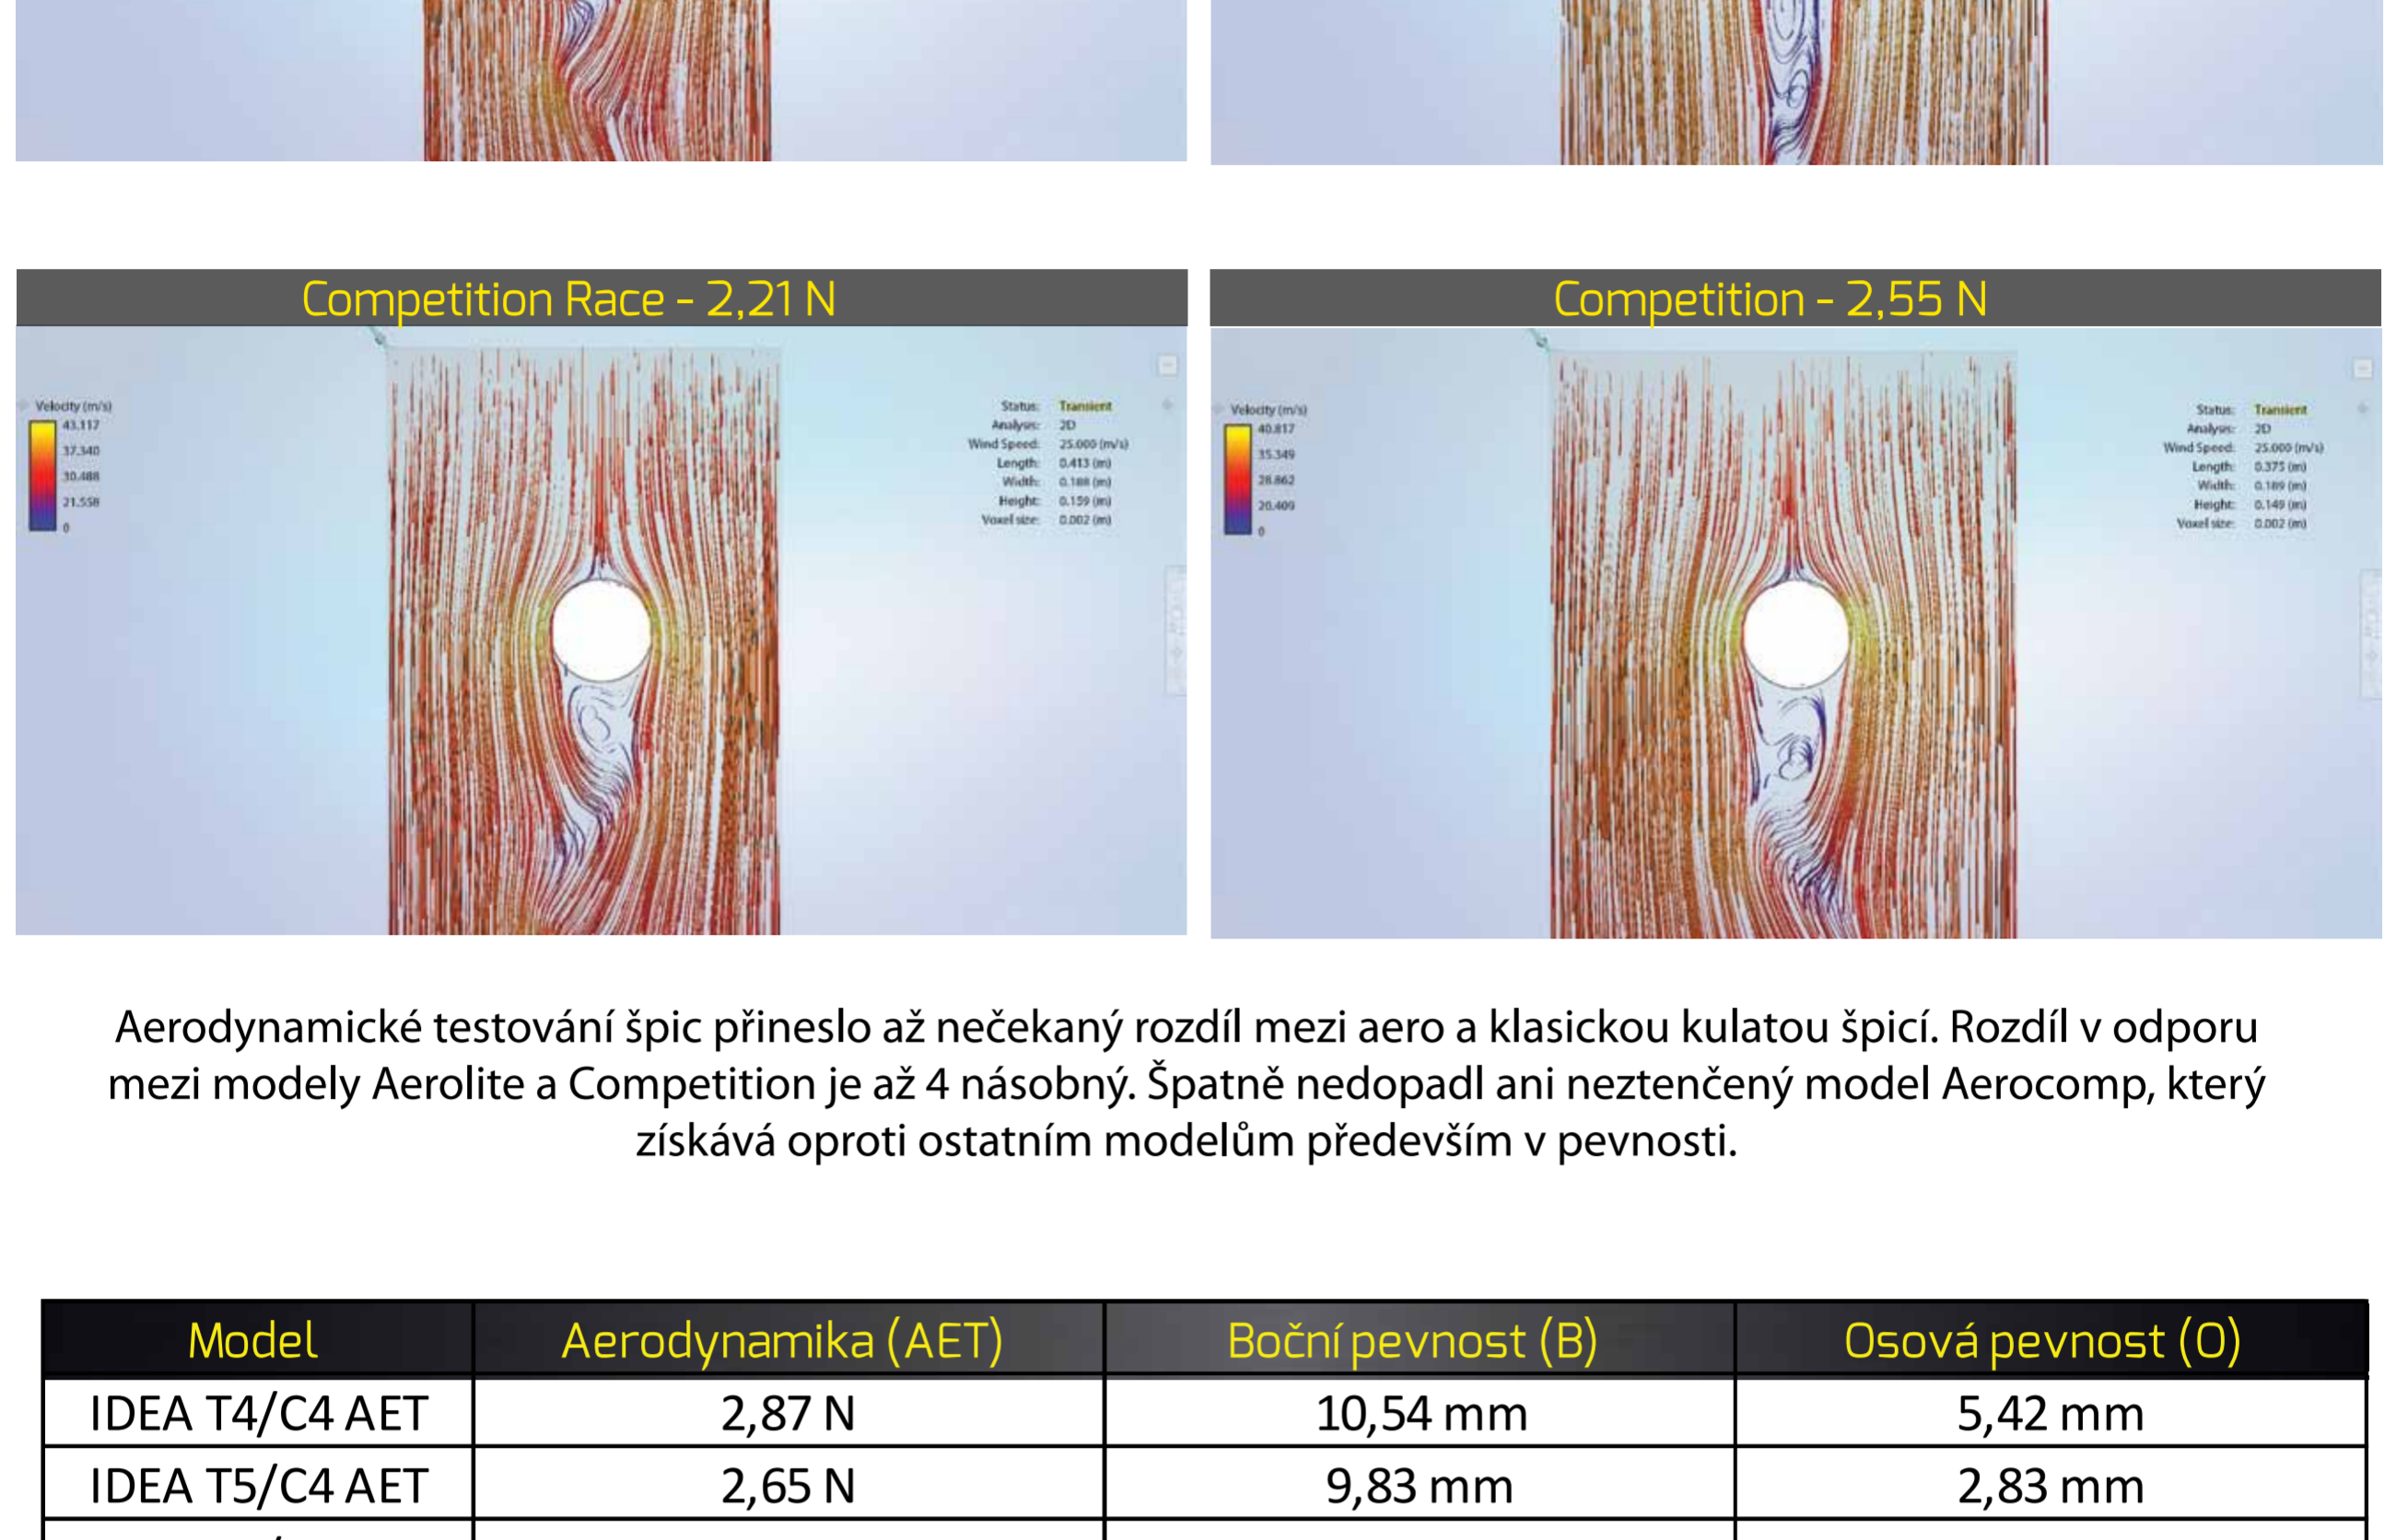 Competition Race - 2,21 N
Competition - 2,55 N
Velocity (m/s)
43.117
37.340
30.488
21.558
0
Status: Transient
Analysis: 2D
Wind Speed: 25.000 (m/s)
Length: 0.413 (m)
Width: 0.188 (m)
Height: 0.159 (m)
Voxel size: 0.002 (m)
Velocity (m/s)
40.817
35.349
28.862
20.409
0
Status: Transient
Analysis: 2D
Wind Speed: 25.000 (m/s)
Length: 0.375 (m)
Width: 0.189 (m)
Height: 0.149 (m)
Voxel size: 0.002 (m)
Aerodynamické testování špic přineslo až nečekaný rozdíl mezi aero a klasickou kulatou špicí. Rozdíl v odporu
mezi modely Aerolite a Competition je až 4 násobný. Špatně nedopadl ani neztenčený model Aerocomp, který
získává oproti ostatním modelům především v pevnosti.
Model Aerodynamika (AET) Boční pevnost (B) Osová pevnost (O)
IDEA T4/C4 AET 2,87 N 10,54 mm 5,42 mm
IDEA T5/C4 AET 2,65 N 9,83 mm 2,83 mm